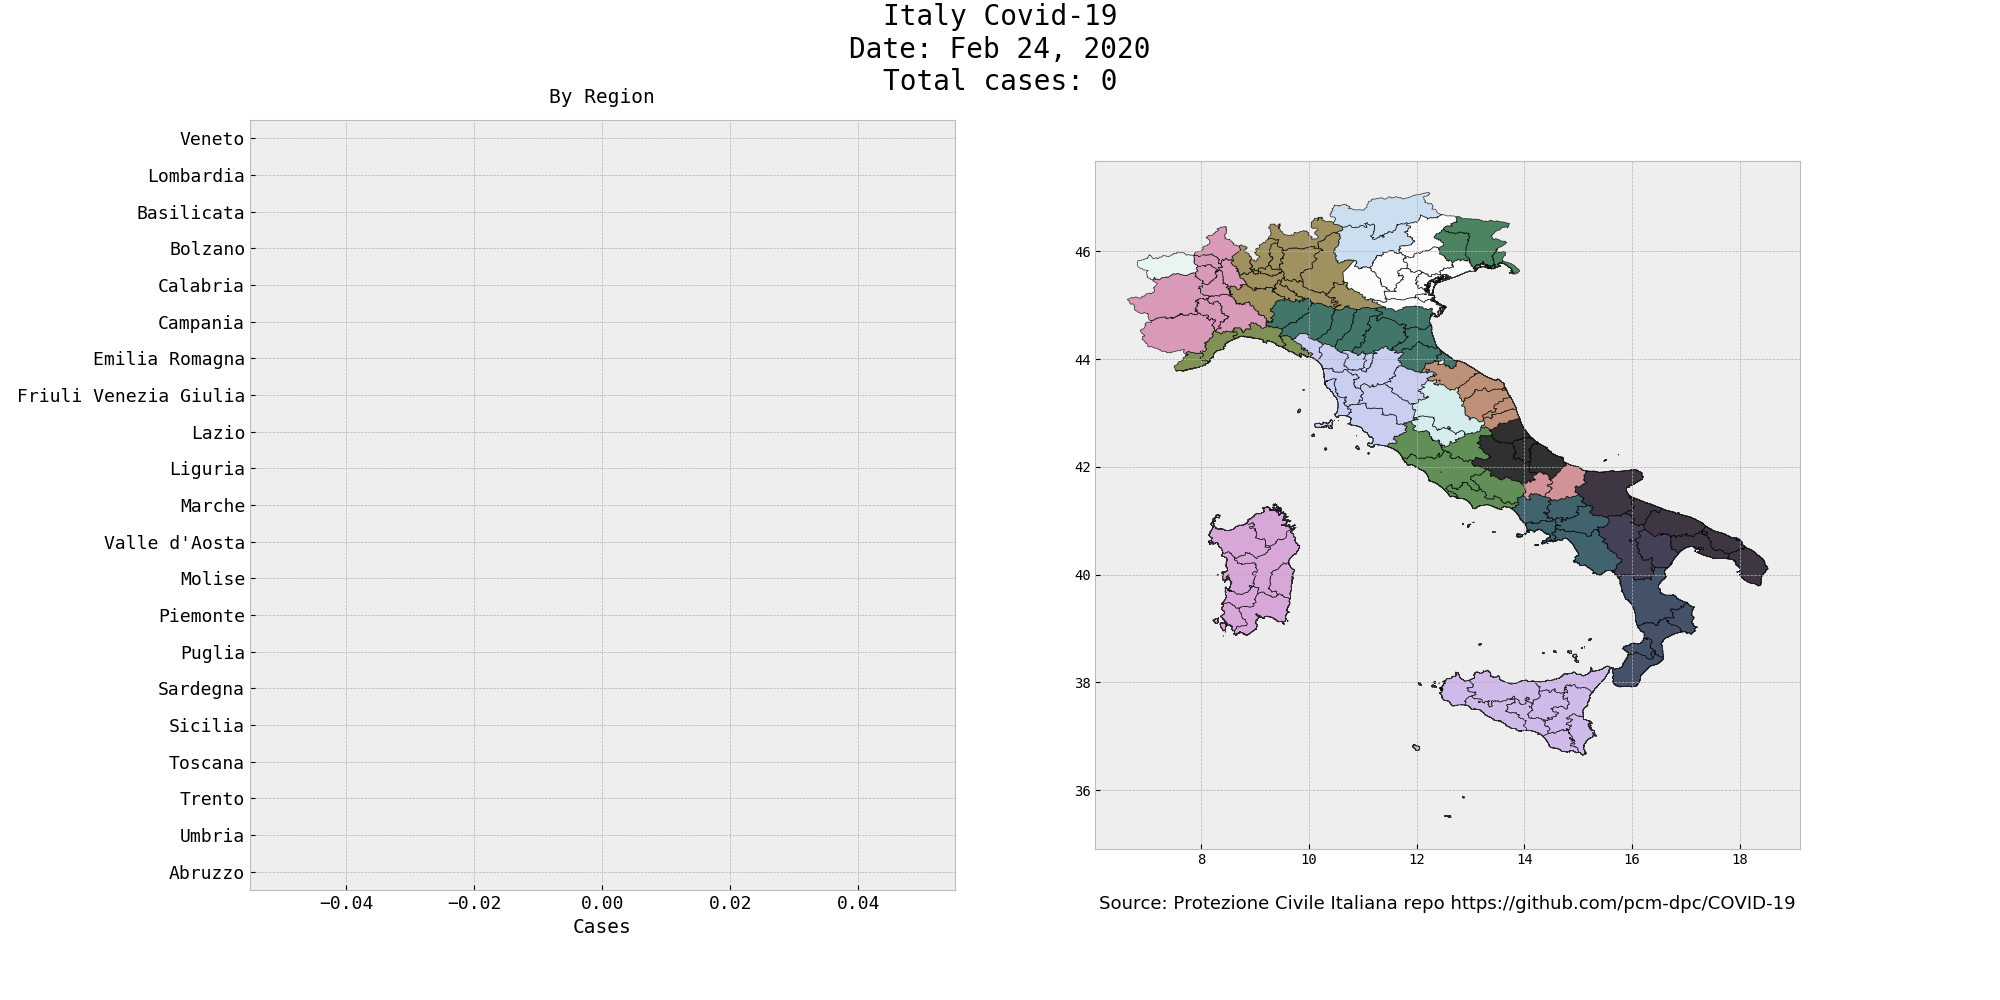 Italy Covid-19
Date: Feb 24, 2020
Total cases: 0
By Region
Veneto
Lombardia
Basilicata
Bolzano
Calabria
Campania
Emilia Romagna
Friuli Venezia Giulia
Lazio
Liguria
Marche
Valle d'Aosta
Molise
Piemonte
Puglia
Sardegna
Sicilia
Toscana
Trento
Umbria
Abruzzo
−0.04 −0.02 0.00 0.02 0.04
Cases
46
44
42
40
38
36
8 10 12 14 16 18
Source: Protezione Civile Italiana repo https://github.com/pcm-dpc/COVID-19